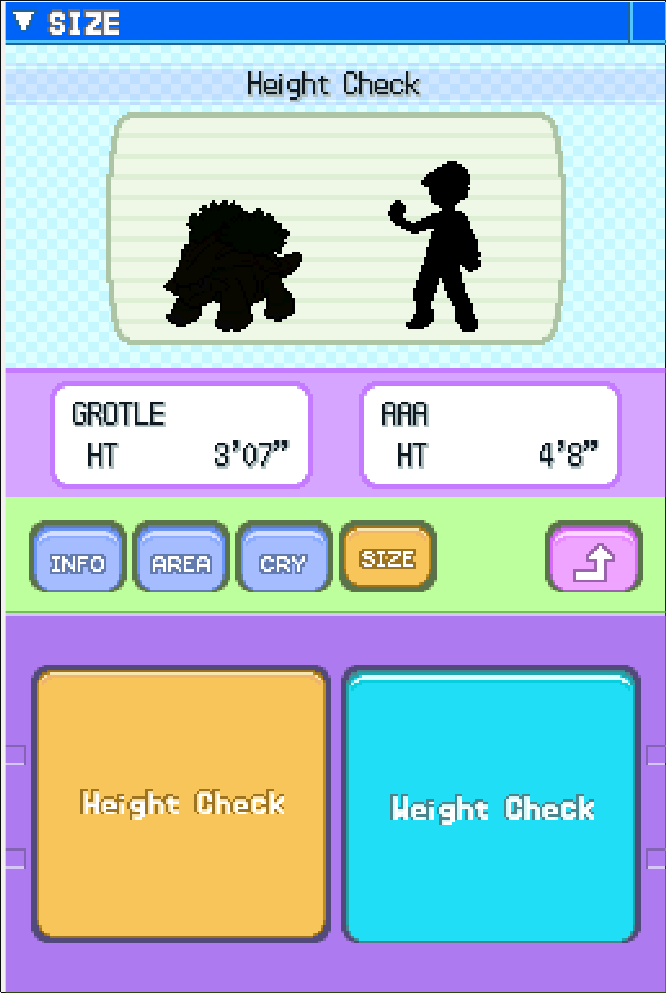 SIZE
Height Check
GROTLE
HT 3'07"
AAA
HT 4'8"
INFO AREA CRY SIZE
Height Check
Weight Check